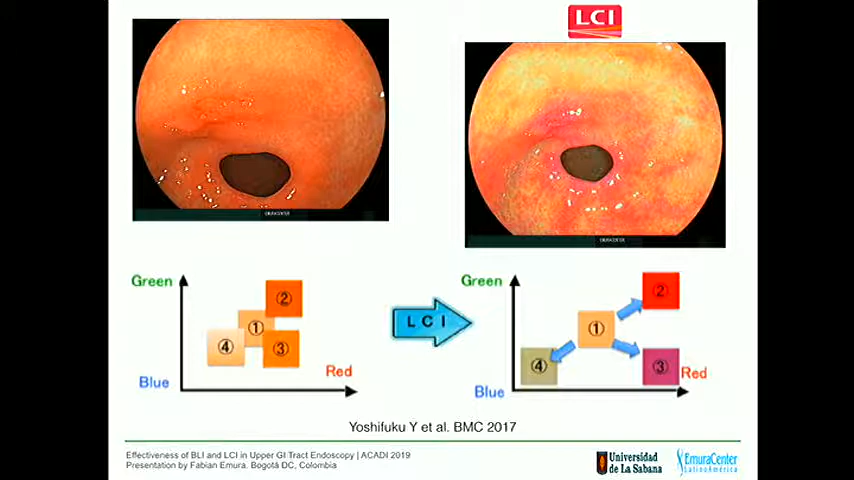 LCI
EMURACENTER
EMURACENTER
Green
②
①
④
③
Red
Blue
LCI
Green
②
①
④
③
Red
Blue
Yoshifuku Y et al. BMC 2017
Effectiveness of BLI and LCI in Upper GI Tract Endoscopy | ACADI 2019
Presentation by Fabian Emura. Bogotá DC, Colombia
Universidad
de La Sabana
EmuraCenter
LatinoAmérica